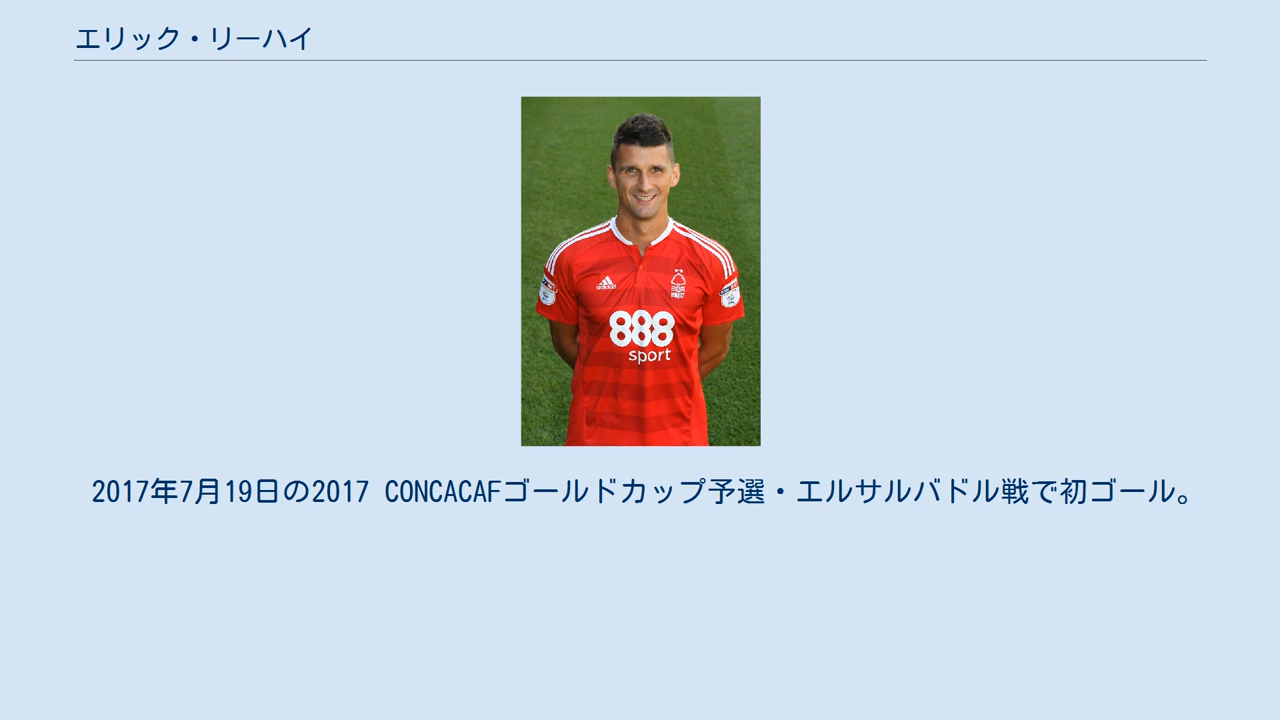 エリック・リーハイ
adidas
FOREST
888
sport
2017年7月19日の2017 CONCACAFゴールドカップ予選・エルサルバドル戦で初ゴール。